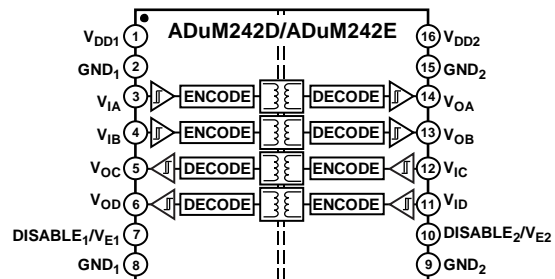 ADuM242D/ADuM242E
VDD1 1 16 VDD2
GND1 2 15 GND2
VIA 3 ENCODE DECODE 14 VOA
VIB 4 ENCODE DECODE 13 VOB
VOC 5 DECODE ENCODE 12 VIC
VOD 6 DECODE ENCODE 11 VID
DISABLE1/VE1 7 10 DISABLE2/VE2
GND1 8 9 GND2